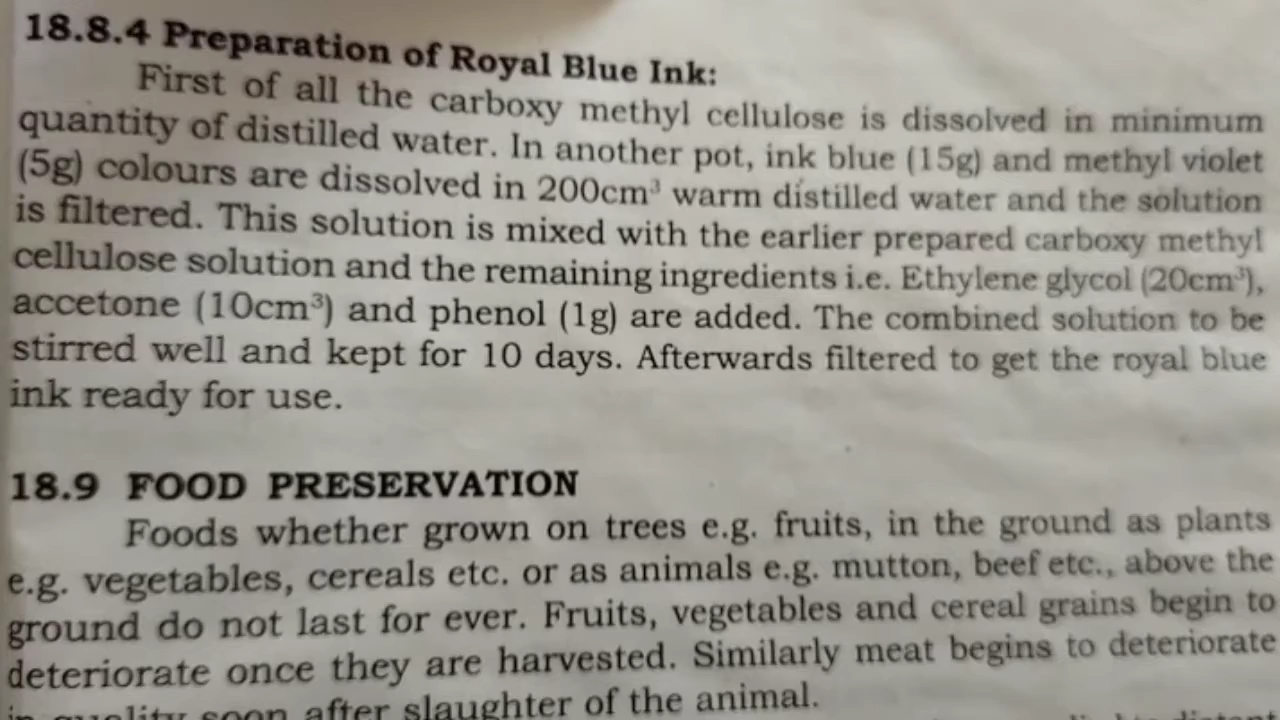 18.8.4 Preparation of Royal Blue Ink:
First of all the carboxy methyl cellulose is dissolved in minimum
quantity of distilled water. In another pot, ink blue (15g) and methyl violet
(5g) colours are dissolved in 200cm³ warm distilled water and the solution
is filtered. This solution is mixed with the earlier prepared carboxy methyl
cellulose solution and the remaining ingredients i.e. Ethylene glycol (20cm³),
accetone (10cm³) and phenol (1g) are added. The combined solution to be
stirred well and kept for 10 days. Afterwards filtered to get the royal blue
ink ready for use.
18.9 FOOD PRESERVATION
Foods whether grown on trees e.g. fruits, in the ground as plants
e.g. vegetables, cereals etc. or as animals e.g. mutton, beef etc., above the
ground do not last for ever. Fruits, vegetables and cereal grains begin to
deteriorate once they are harvested. Similarly meat begins to deteriorate
in quality soon after slaughter of the animal.